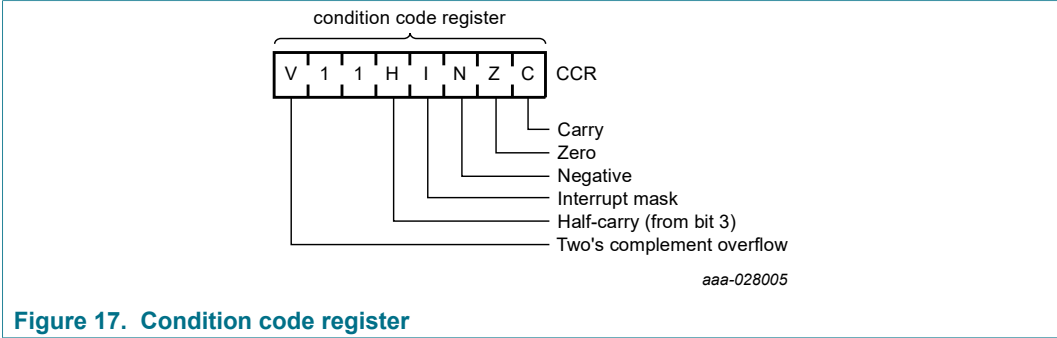 condition code register
V 1 1 H I N Z C CCR
Carry
Zero
Negative
Interrupt mask
Half-carry (from bit 3)
Two's complement overflow
aaa-028005
Figure 17. Condition code register